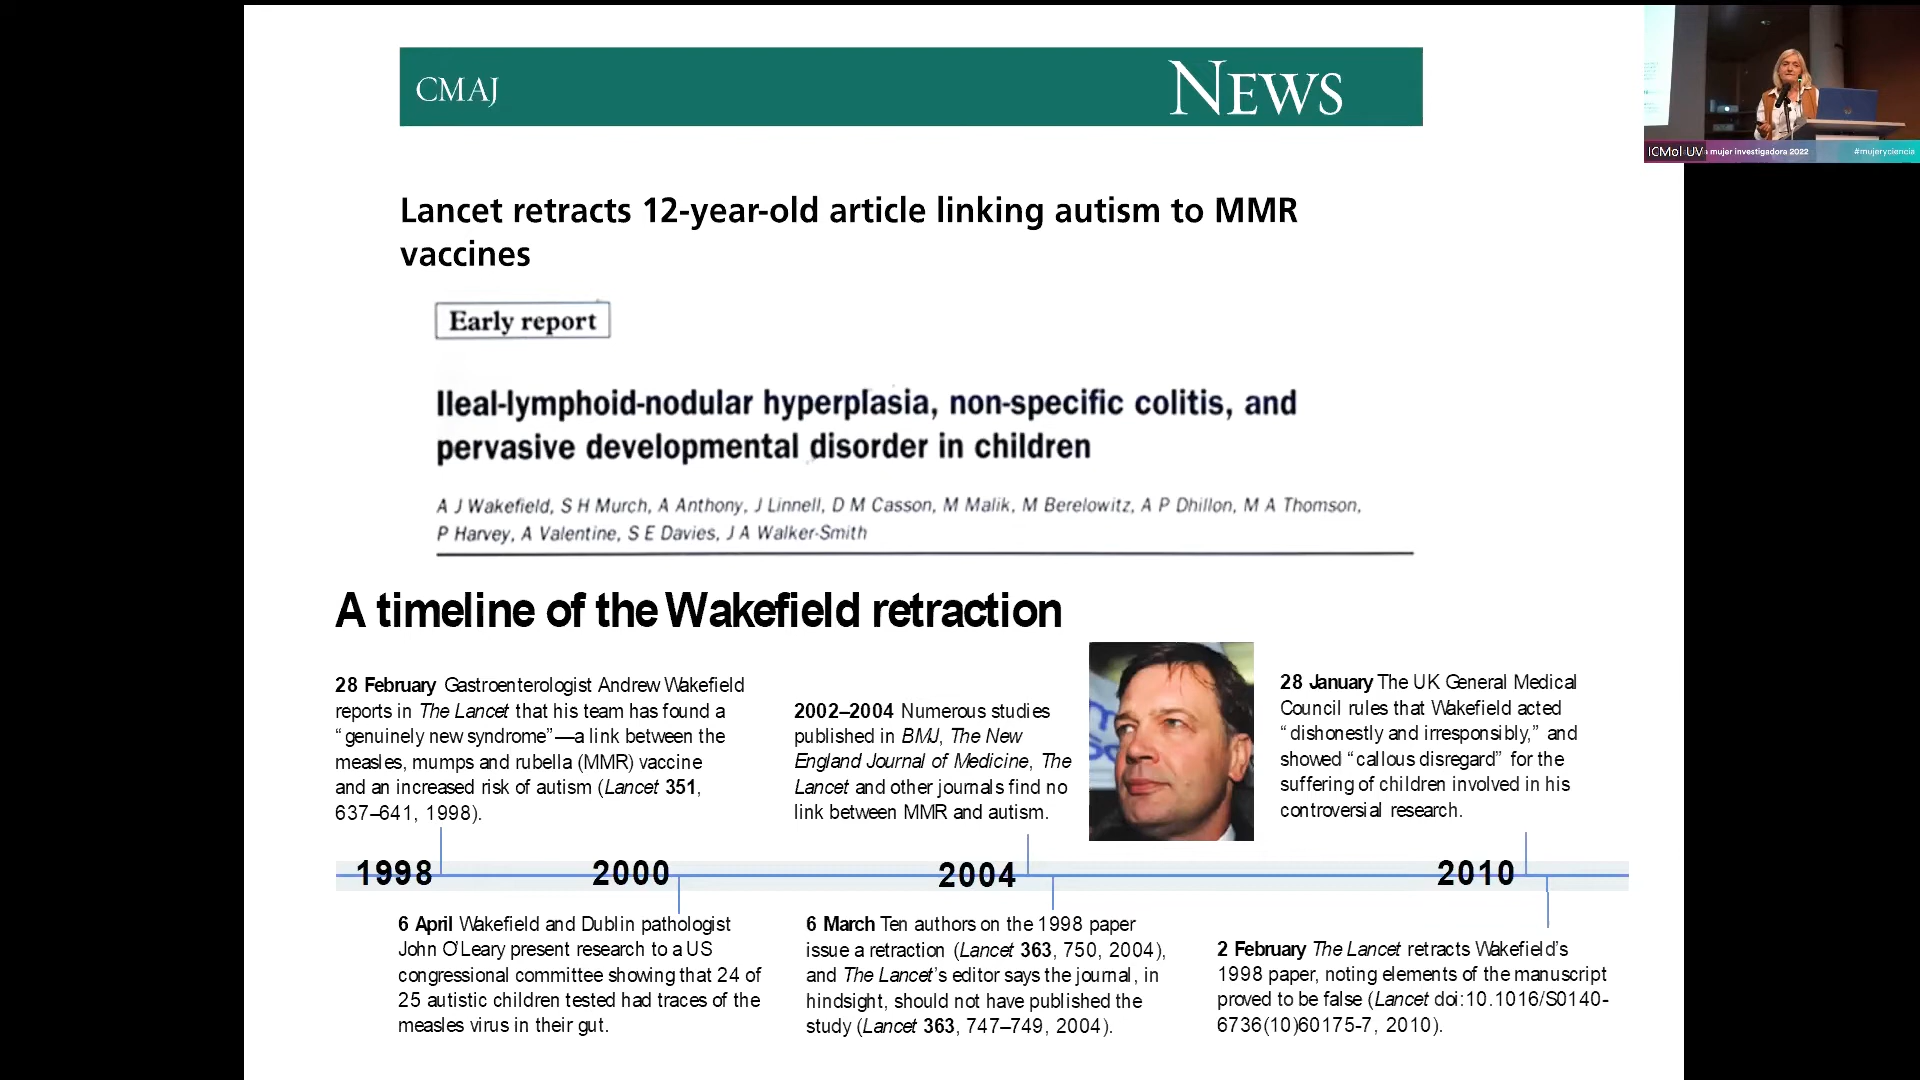 CMAJ
NEWS
Lancet retracts 12-year-old article linking autism to MMR
vaccines
Early report
Ileal-lymphoid-nodular hyperplasia, non-specific colitis, and
pervasive developmental disorder in children
A J Wakefield, S H Murch, A Anthony, J Linnell, D M Casson, M Malik, M Berelowitz, A P Dhillon, M A Thomson,
P Harvey, A Valentine, S E Davies, J A Walker-Smith
A timeline of the Wakefield retraction
28 February Gastroenterologist Andrew Wakefield
reports in The Lancet that his team has found a
“genuinely new syndrome”—a link between the
measles, mumps and rubella (MMR) vaccine
and an increased risk of autism (Lancet 351,
637–641, 1998).
2002–2004 Numerous studies
published in BMJ, The New
England Journal of Medicine, The
Lancet and other journals find no
link between MMR and autism.
28 January The UK General Medical
Council rules that Wakefield acted
“dishonestly and irresponsibly,” and
showed “callous disregard” for the
suffering of children involved in his
controversial research.
1998
2000
2004
2010
6 April Wakefield and Dublin pathologist
John O'Leary present research to a US
congressional committee showing that 24 of
25 autistic children tested had traces of the
measles virus in their gut.
6 March Ten authors on the 1998 paper
issue a retraction (Lancet 363, 750, 2004),
and The Lancet's editor says the journal, in
hindsight, should not have published the
study (Lancet 363, 747–749, 2004).
2 February The Lancet retracts Wakefield's
1998 paper, noting elements of the manuscript
proved to be false (Lancet doi:10.1016/S0140-
6736(10)60175-7, 2010).
ICMol UV
mujer investigadora 2022
#mujeryciencia